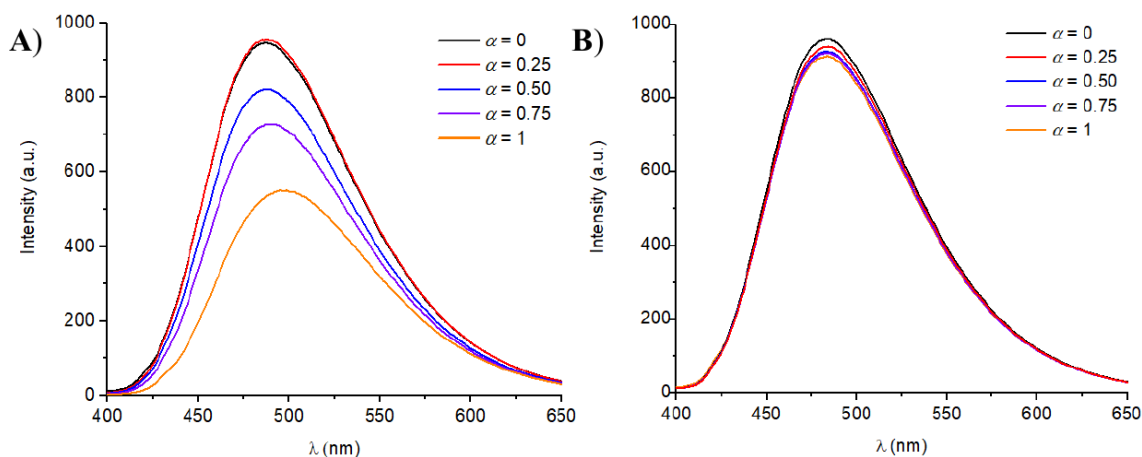 A)
1000
800
600
400
200
0
Intensity (a.u.)
α = 0
α = 0.25
α = 0.50
α = 0.75
α = 1
400 450 500 550 600 650
λ (nm)
B)
1000
800
600
400
200
0
Intensity (a.u.)
α = 0
α = 0.25
α = 0.50
α = 0.75
α = 1
400 450 500 550 600 650
λ (nm)